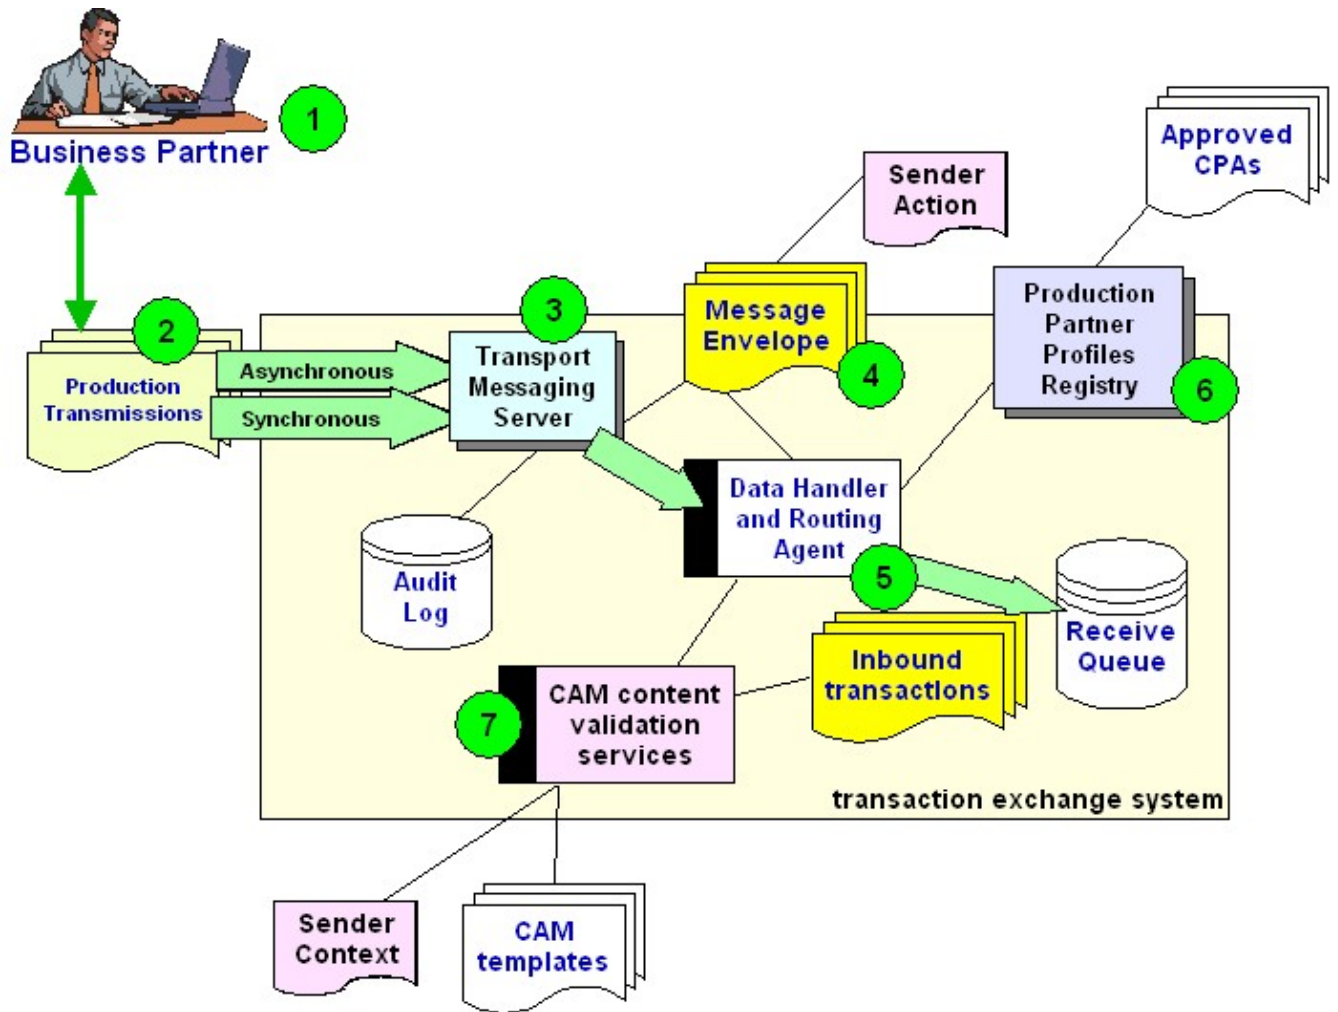 1
Business Partner
Approved
CPAs
Sender
Action
2
Production
Transmissions
Asynchronous
Synchronous
3
Transport
Messaging
Server
Message
Envelope
4
Production
Partner
Profiles
Registry
6
Data Handler
and Routing
Agent
5
Audit
Log
Receive
Queue
Inbound
transactions
7
CAM content
validation
services
transaction exchange system
Sender
Context
CAM
templates